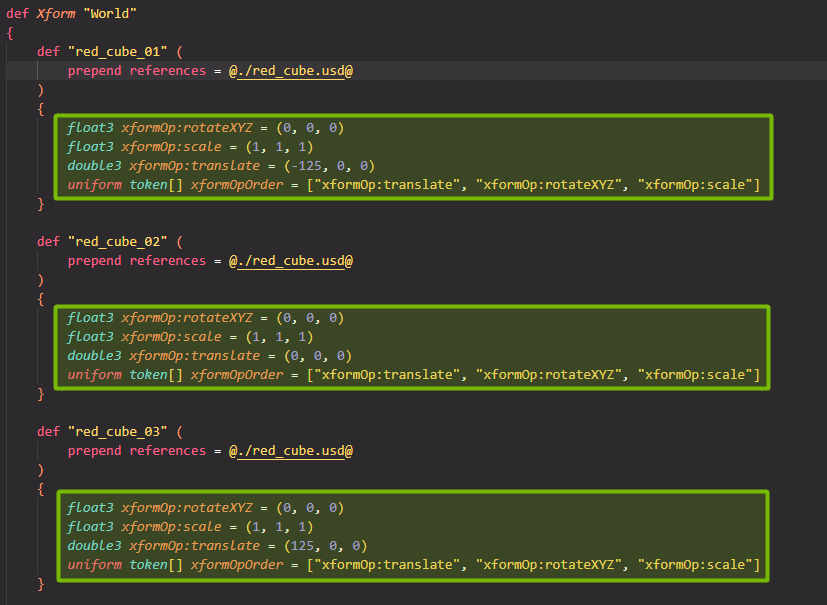 def Xform "World"
{
    def "red_cube_01" (
        prepend references = @./red_cube.usd@
    )
    {
        float3 xformOp:rotateXYZ = (0, 0, 0)
        float3 xformOp:scale = (1, 1, 1)
        double3 xformOp:translate = (-125, 0, 0)
        uniform token[] xformOpOrder = ["xformOp:translate", "xformOp:rotateXYZ", "xformOp:scale"]
    }

    def "red_cube_02" (
        prepend references = @./red_cube.usd@
    )
    {
        float3 xformOp:rotateXYZ = (0, 0, 0)
        float3 xformOp:scale = (1, 1, 1)
        double3 xformOp:translate = (0, 0, 0)
        uniform token[] xformOpOrder = ["xformOp:translate", "xformOp:rotateXYZ", "xformOp:scale"]
    }

    def "red_cube_03" (
        prepend references = @./red_cube.usd@
    )
    {
        float3 xformOp:rotateXYZ = (0, 0, 0)
        float3 xformOp:scale = (1, 1, 1)
        double3 xformOp:translate = (125, 0, 0)
        uniform token[] xformOpOrder = ["xformOp:translate", "xformOp:rotateXYZ", "xformOp:scale"]
    }